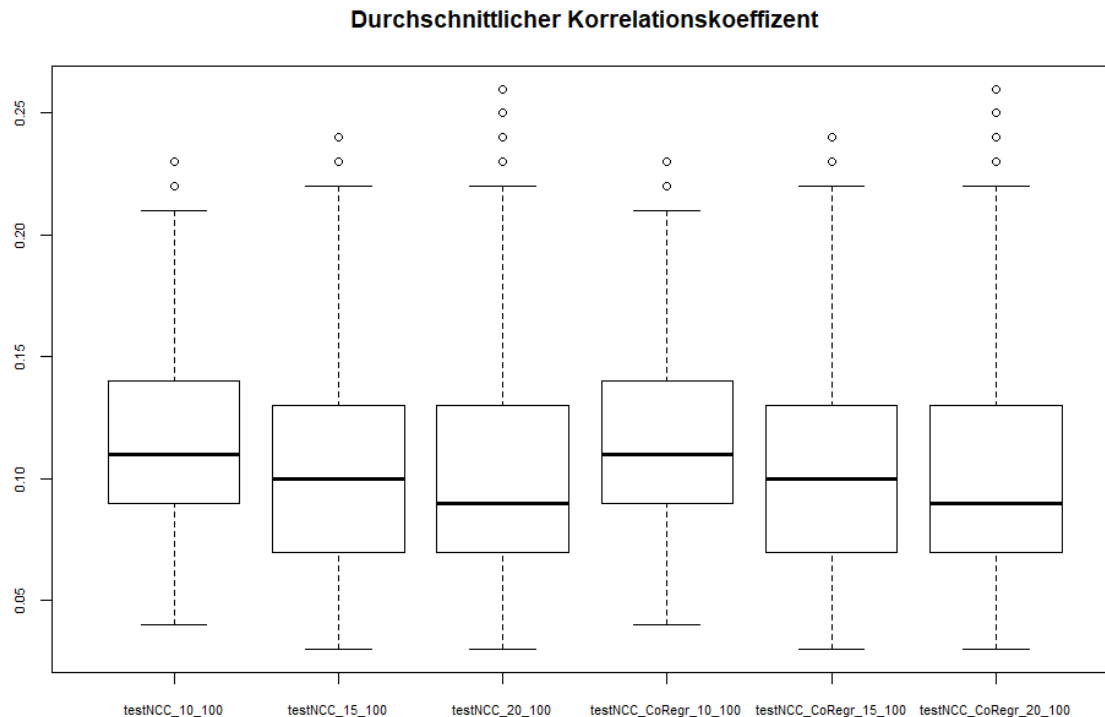 Durchschnittlicher Korrelationskoeffizent
0.25
0.20
0.15
0.10
0.05
testNCC_10_100 testNCC_15_100 testNCC_20_100 testNCC_CoRegr_10_100 testNCC_CoRegr_15_100 testNCC_CoRegr_20_100